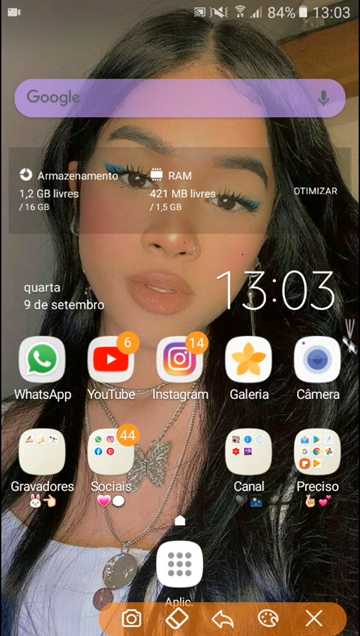 84% 13:03
Google
Armazenamento
1,2 GB livres
/ 16 GB
RAM
421 MB livres
/ 1,5 GB
OTIMIZAR
quarta
9 de setembro
13:03
6
14
WhatsApp YouTube Instagram Galeria Câmera
44
Gravadores Sociais Canal Preciso
Aplic.